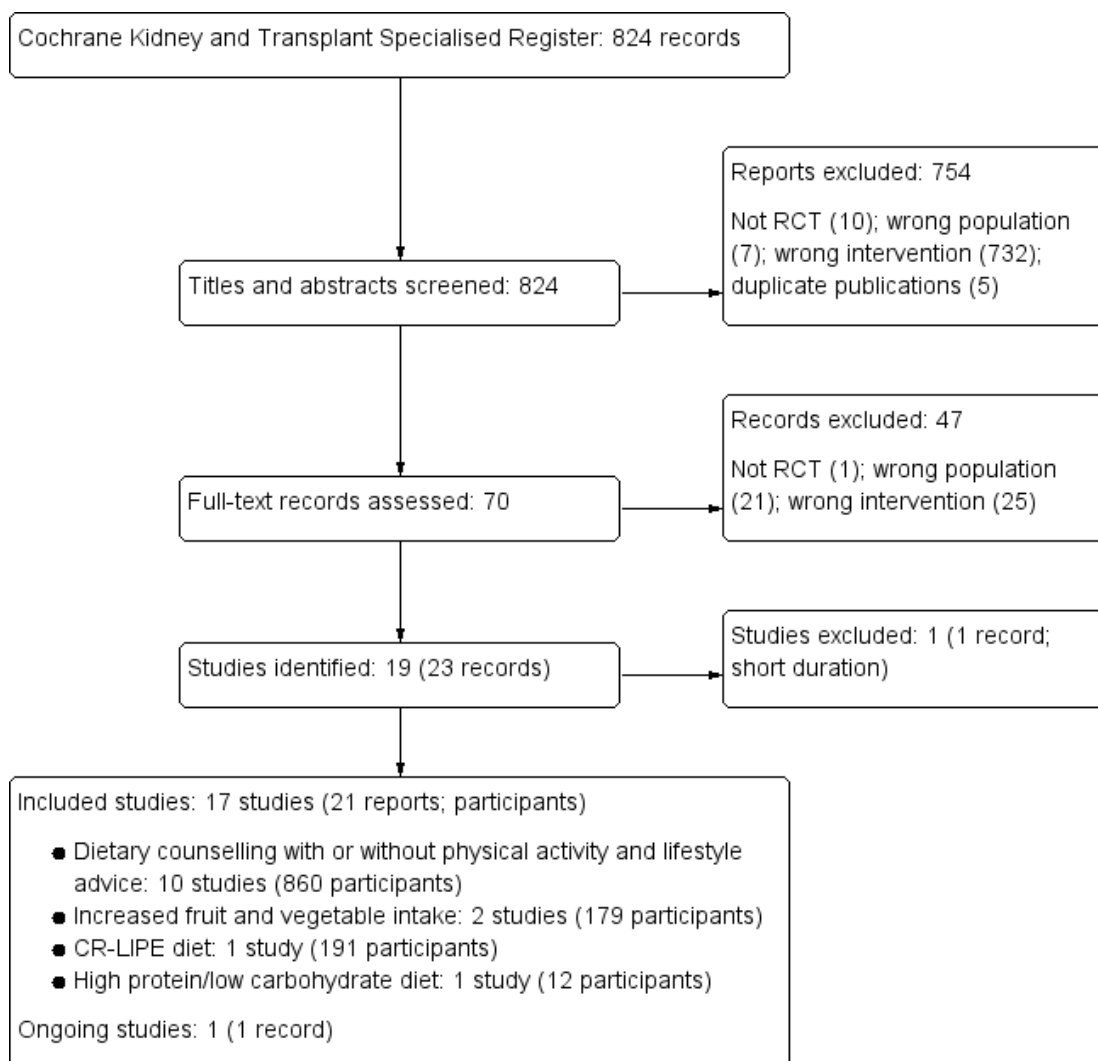 Cochrane Kidney and Transplant Specialised Register: 824 records
Reports excluded: 754
Not RCT (10); wrong population
(7); wrong intervention (732);
duplicate publications (5)
Titles and abstracts screened: 824
Records excluded: 47
Not RCT (1); wrong population
(21); wrong intervention (25)
Full-text records assessed: 70
Studies excluded: 1 (1 record;
short duration)
Studies identified: 19 (23 records)
Included studies: 17 studies (21 reports; participants)
● Dietary counselling with or without physical activity and lifestyle
advice: 10 studies (860 participants)
● Increased fruit and vegetable intake: 2 studies (179 participants)
● CR-LIPE diet: 1 study (191 participants)
● High protein/low carbohydrate diet: 1 study (12 participants)
Ongoing studies: 1 (1 record)